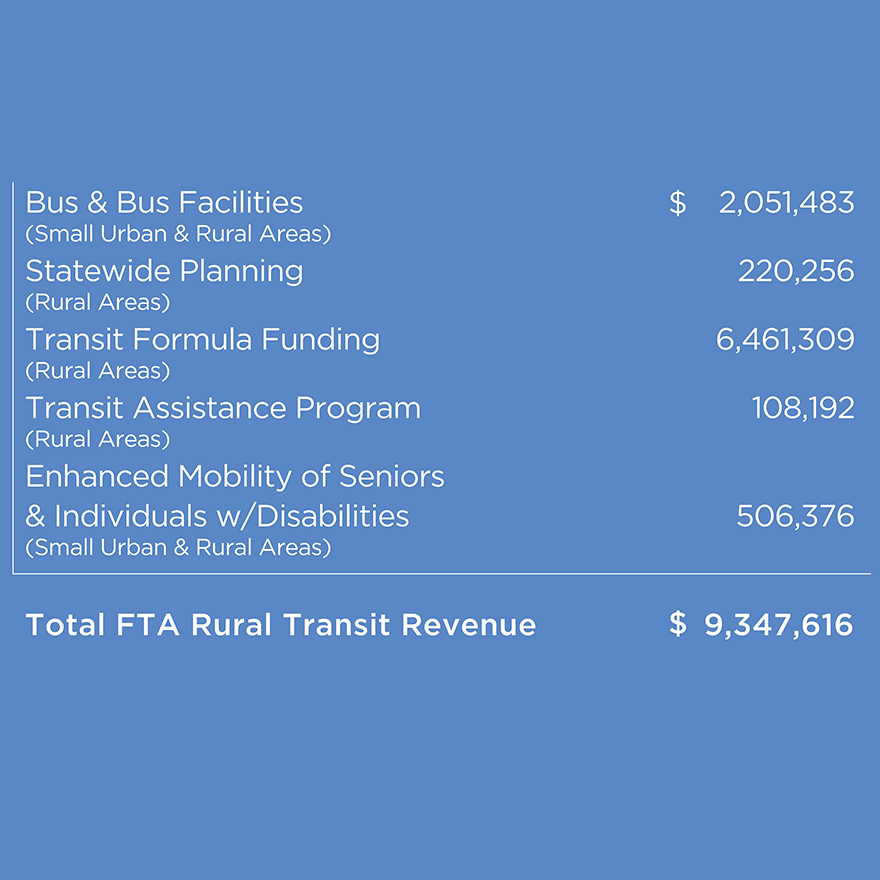 Bus & Bus Facilities $ 2,051,483
(Small Urban & Rural Areas)
Statewide Planning 220,256
(Rural Areas)
Transit Formula Funding 6,461,309
(Rural Areas)
Transit Assistance Program 108,192
(Rural Areas)
Enhanced Mobility of Seniors
& Individuals w/Disabilities 506,376
(Small Urban & Rural Areas)
Total FTA Rural Transit Revenue $ 9,347,616